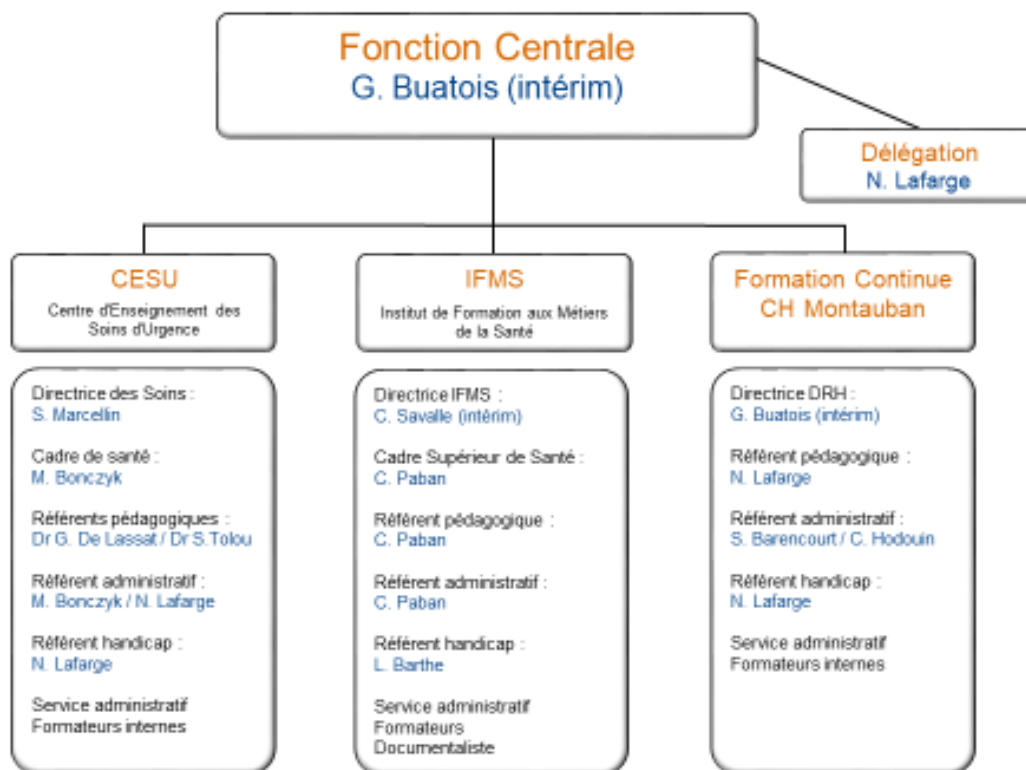 Fonction Centrale
G. Buatois (intérim)
Délégation
N. Lafarge
CESU
Centre d'Enseignement des
Soins d'Urgence
IFMS
Institut de Formation aux Métiers
de la Santé
Formation Continue
CH Montauban
Directrice des Soins :
S. Marcellin
Cadre de santé :
M. Bonczyk
Référents pédagogiques :
Dr G. De Lassat / Dr S.Tolou
Référent administratif :
M. Bonczyk / N. Lafarge
Référent handicap :
N. Lafarge
Service administratif
Formateurs internes
Directrice IFMS :
C. Savalle (intérim)
Cadre Supérieur de Santé :
C. Paban
Référent pédagogique :
C. Paban
Référent administratif :
C. Paban
Référent handicap :
L. Barthe
Service administratif
Formateurs
Documentaliste
Directrice DRH :
G. Buatois (intérim)
Référent pédagogique :
N. Lafarge
Référent administratif :
S. Barencourt / C. Hodouin
Référent handicap :
N. Lafarge
Service administratif
Formateurs internes